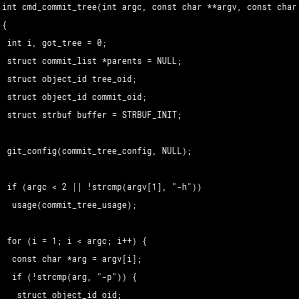 int cmd_commit_tree(int argc, const char **argv, const char
{
int i, got_tree = 0;
struct commit_list *parents = NULL;
struct object_id tree_oid;
struct object_id commit_oid;
struct strbuf buffer = STRBUF_INIT;

git_config(commit_tree_config, NULL);

if (argc < 2 || !strcmp(argv[1], "-h"))
usage(commit_tree_usage);

for (i = 1; i < argc; i++) {
const char *arg = argv[i];
if (!strcmp(arg, "-p")) {
struct object_id oid;